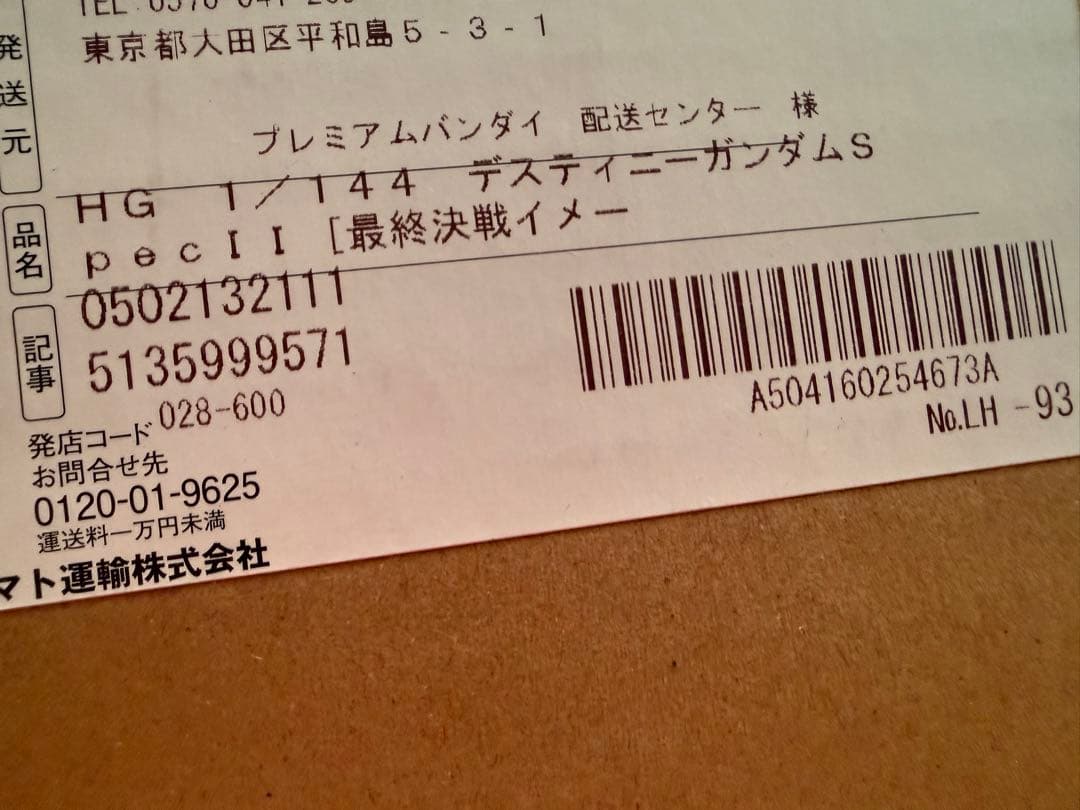 発送元
東京都大田区平和島5-3-1
プレミアムバンダイ 配送センター 様
品名
HG 1/144 デスティニーガンダムS
pecII [最終決戦イメー
記事
0502132111
5135999571
A504160254673A
No.LH -93
発店コード 028-600
お問合せ先
0120-01-9625
運送料一万円未満
マト運輸株式会社